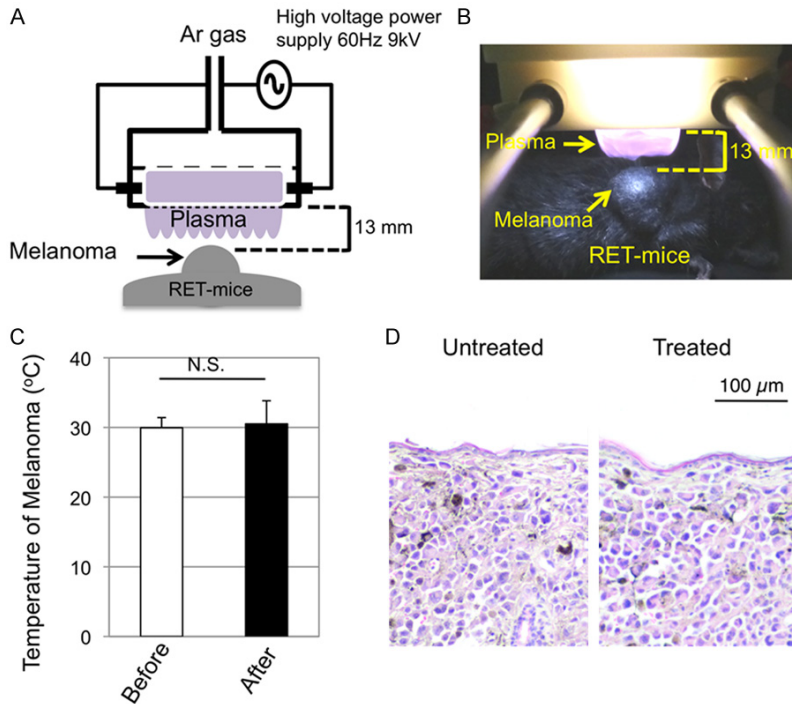 A
Ar gas
High voltage power
supply 60Hz 9kV
Plasma
13 mm
Melanoma
RET-mice
B
Plasma
13 mm
Melanoma
RET-mice
C
Temperature of Melanoma (°C)
40
30
20
10
0
N.S.
Before
After
D
Untreated
Treated
100 µm